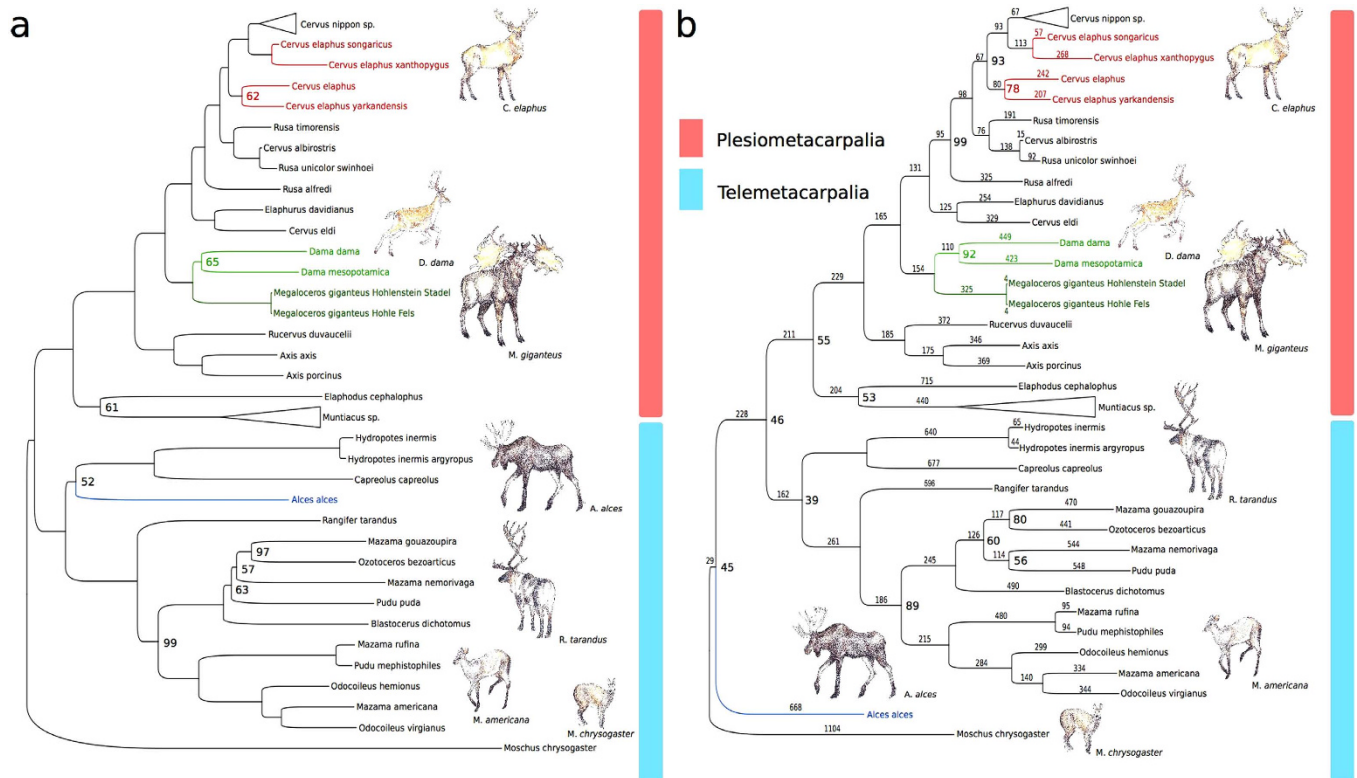 a
Cervus nippon sp.
Cervus elaphus songaricus
Cervus elaphus xanthopygus
Cervus elaphus
62
Cervus elaphus yarkandensis
C. elaphus
Rusa timorensis
Cervus albirostris
Rusa unicolor swinhoei
Rusa alfredi
Elaphurus davidianus
Cervus eldi
D. dama
Dama dama
65
Dama mesopotamica
Megaloceros giganteus Hohlenstein Stadel
Megaloceros giganteus Hohle Fels
M. giganteus
Rucervus duvaucelii
Axis axis
Axis porcinus
Elaphodus cephalophus
61
Muntiacus sp.
Hydropotes inermis
Hydropotes inermis argyropus
Capreolus capreolus
52
Alces alces
A. alces
Rangifer tarandus
Mazama gouazoupira
97
Ozotoceros bezoarticus
57
Mazama nemorivaga
63
Pudu puda
Blastocerus dichotomus
R. tarandus
99
Mazama rufina
Pudu mephistophiles
Odocoileus hemionus
Mazama americana
Odocoileus virgianus
M. americana
M. chrysogaster
Moschus chrysogaster
Plesiometacarpalia
Telemetacarpalia
b
67
Cervus nippon sp.
93
57
Cervus elaphus songaricus
113
268
Cervus elaphus xanthopygus
67
93
242
Cervus elaphus
80
78
207
Cervus elaphus yarkandensis
C. elaphus
98
191
Rusa timorensis
76
15
Cervus albirostris
138
92
Rusa unicolor swinhoei
95
99
325
Rusa alfredi
131
254
Elaphurus davidianus
125
329
Cervus eldi
D. dama
165
449
Dama dama
110
92
423
Dama mesopotamica
154
4
Megaloceros giganteus Hohlenstein Stadel
325
Megaloceros giganteus Hohle Fels
4
M. giganteus
229
372
Rucervus duvaucelii
185
346
Axis axis
175
369
Axis porcinus
211
55
715
Elaphodus cephalophus
204
53
440
Muntiacus sp.
228
46
65
Hydropotes inermis
640
44
Hydropotes inermis argyropus
677
Capreolus capreolus
162
39
696
Rangifer tarandus
R. tarandus
261
470
Mazama gouazoupira
117
80
441
Ozotoceros bezoarticus
126
60
544
Mazama nemorivaga
114
56
548
Pudu puda
245
490
Blastocerus dichotomus
29
45
186
89
95
Mazama rufina
480
94
Pudu mephistophiles
215
299
Odocoileus hemionus
284
334
Mazama americana
140
344
Odocoileus virgianus
M. americana
A. alces
668
Alces alces
1104
Moschus chrysogaster
M. chrysogaster